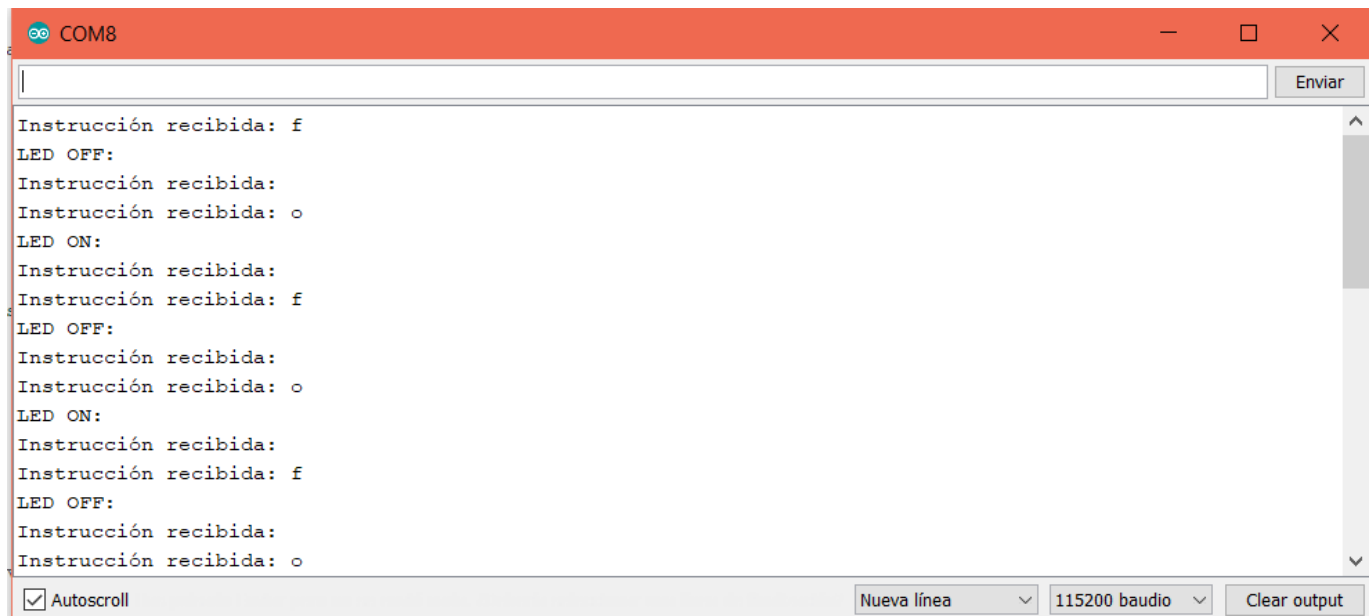 COM8
Enviar
Instrucción recibida: f
LED OFF:
Instrucción recibida:
Instrucción recibida: o
LED ON:
Instrucción recibida:
Instrucción recibida: f
LED OFF:
Instrucción recibida:
Instrucción recibida: o
LED ON:
Instrucción recibida:
Instrucción recibida: f
LED OFF:
Instrucción recibida:
Instrucción recibida: o
Autoscroll
Nueva línea
115200 baudio
Clear output